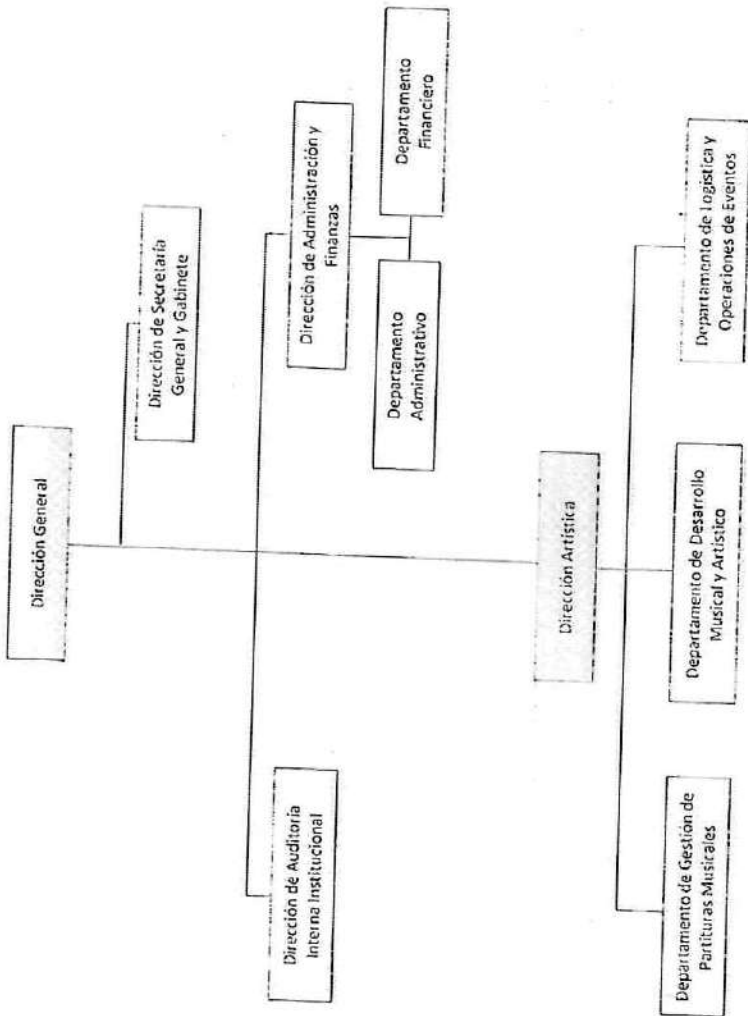 Dirección General
Dirección de Secretaría
General y Gabinete
Dirección de Auditoría
Interna Institucional
Dirección de Administración y
Finanzas
Departamento
Administrativo
Departamento
Financiero
Dirección Artística
Departamento de Gestión de
Partituras Musicales
Departamento de Desarrollo
Musical y Artístico
Departamento de Logística y
Operaciones de Eventos